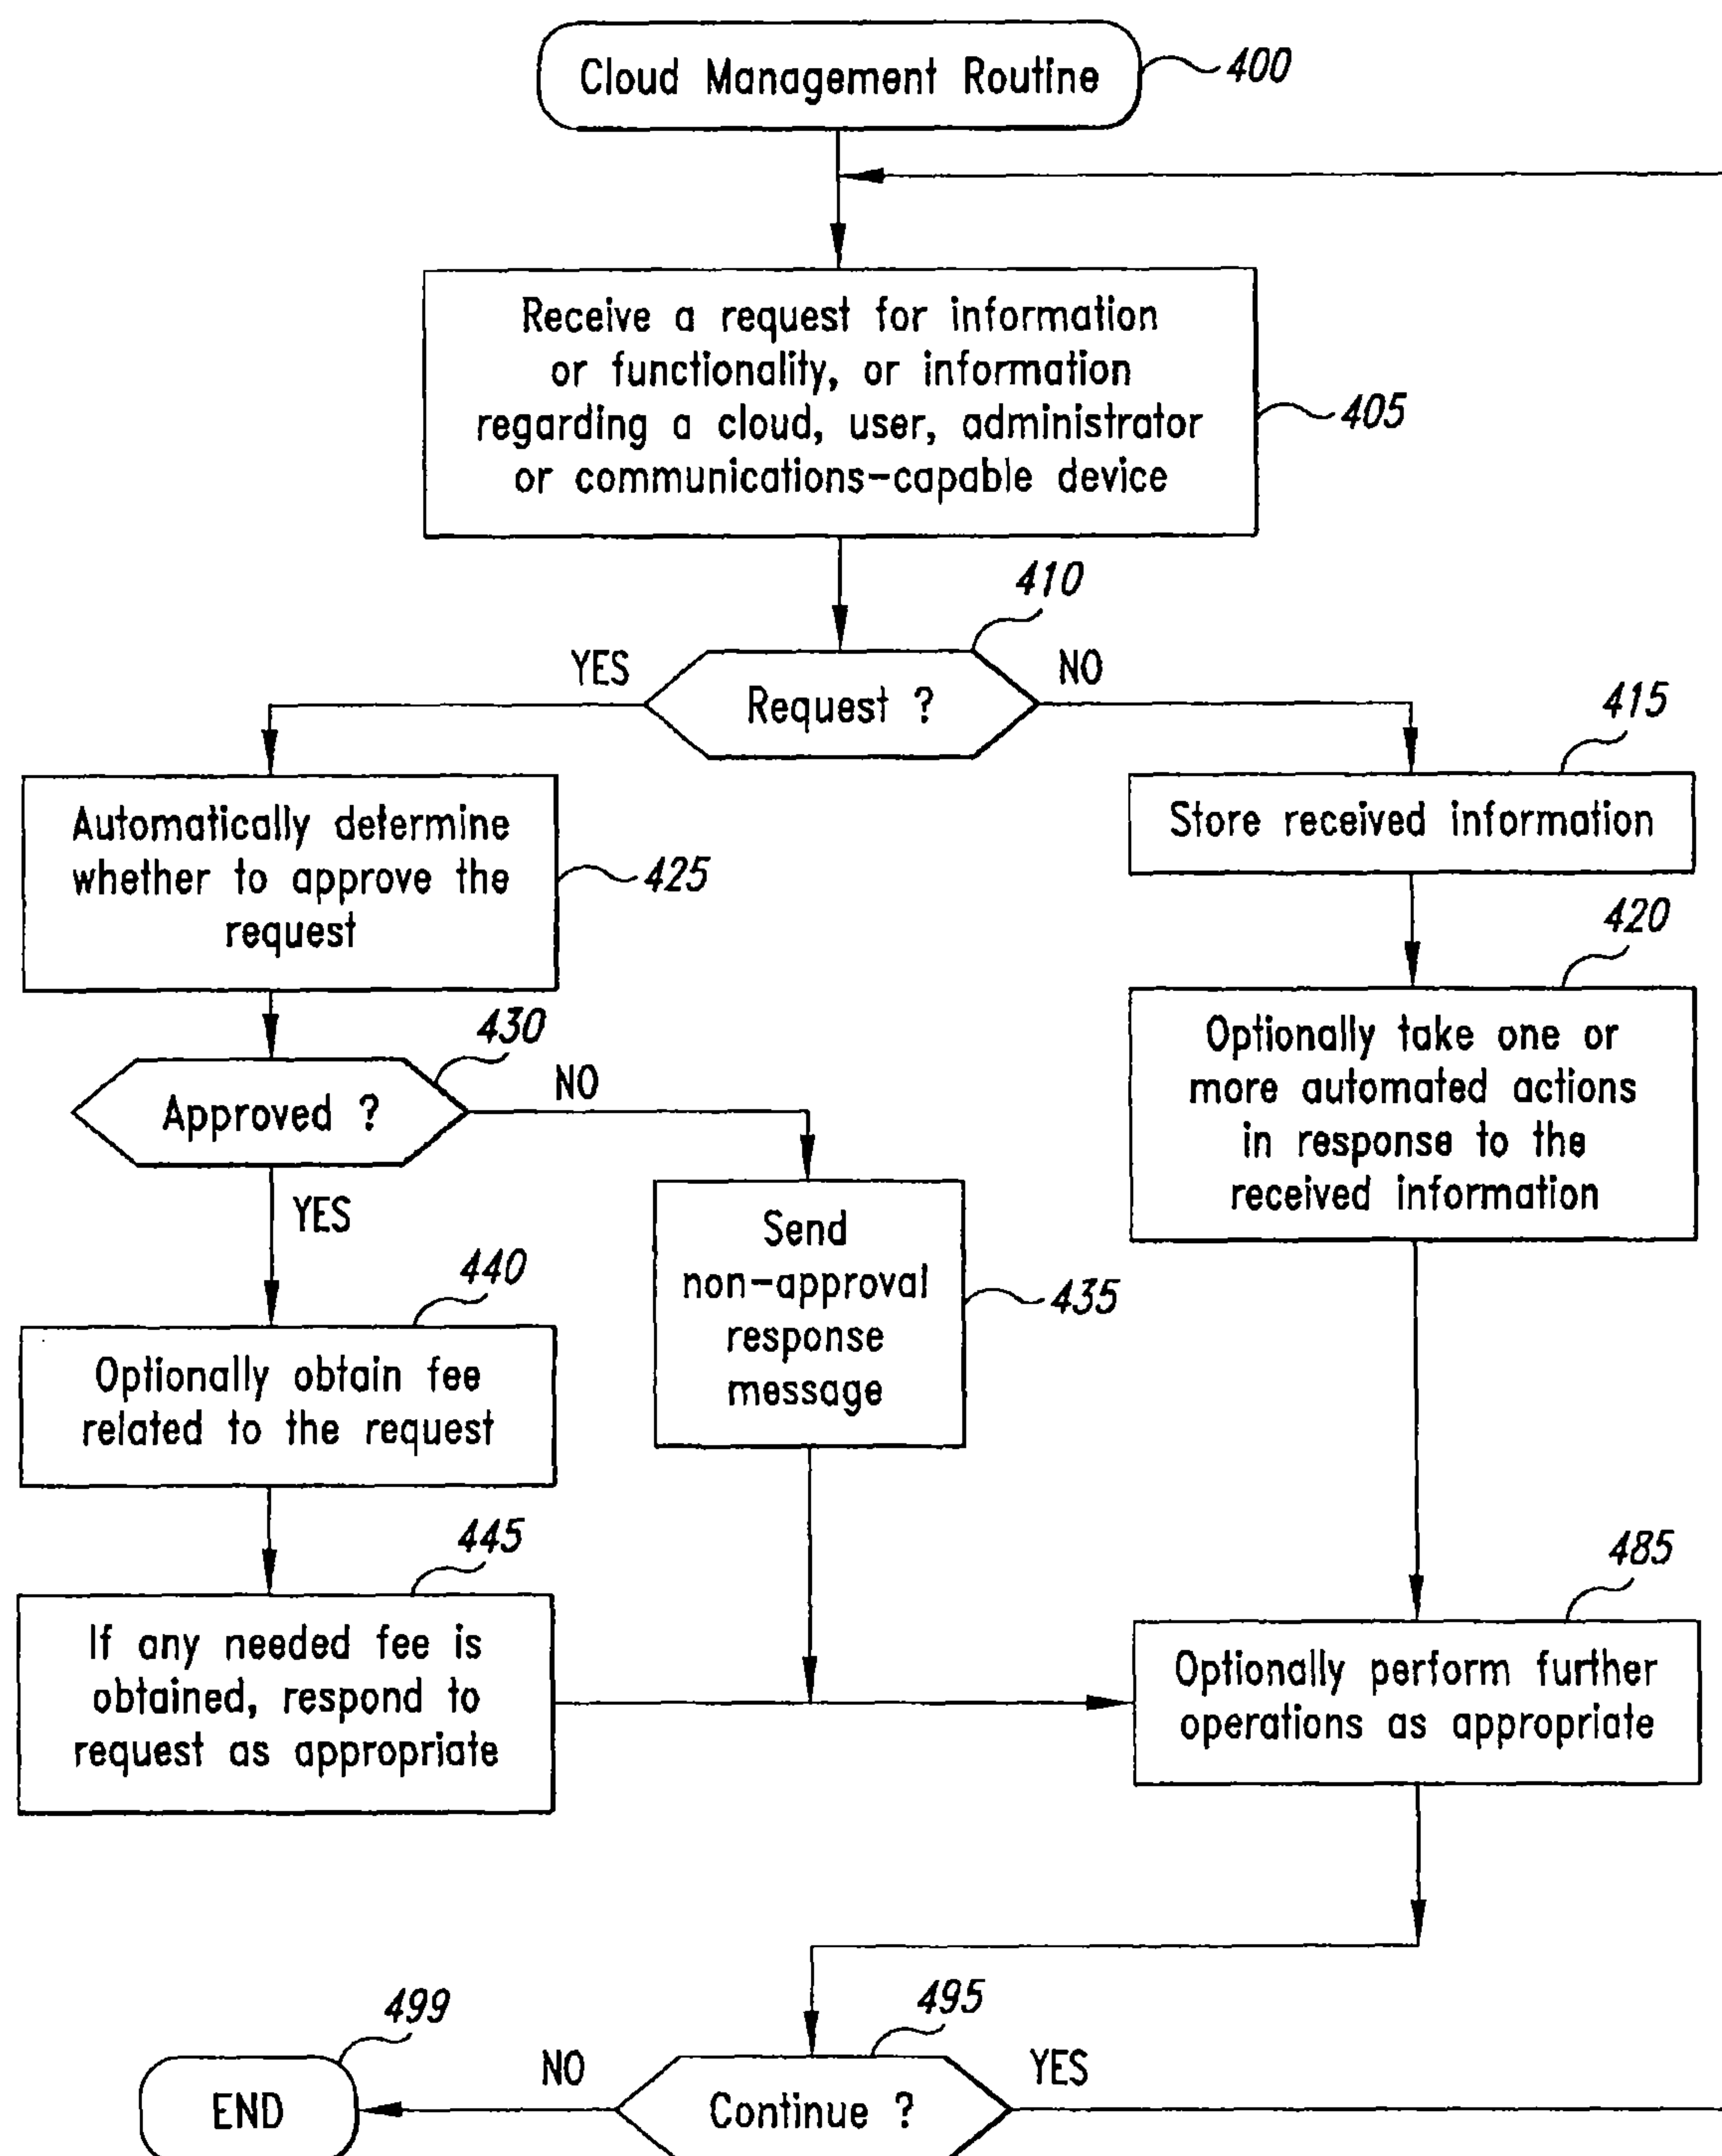 Cloud Management Routine
400
Receive a request for information
or functionality, or information
regarding a cloud, user, administrator
or communications-capable device
405
410
YES
Request ?
NO
415
Store received information
Automatically determine
whether to approve the
request
425
420
Optionally take one or
more automated actions
in response to the
received information
430
Approved ?
NO
YES
Send
non-approval
response
message
435
440
Optionally obtain fee
related to the request
445
If any needed fee is
obtained, respond to
request as appropriate
485
Optionally perform further
operations as appropriate
495
499
END
NO
Continue ?
YES